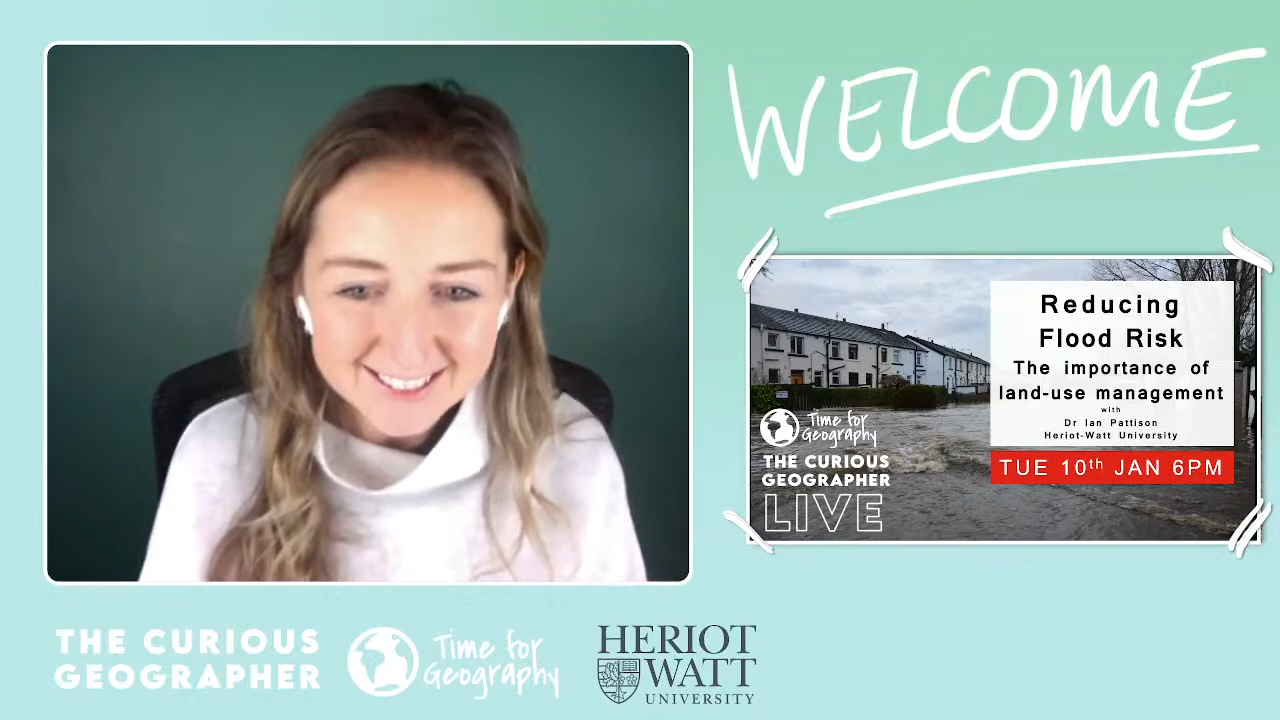 WELCOME
Reducing
Flood Risk
The importance of
land-use management
with
Dr Ian Pattison
Heriot-Watt University
TUE 10th JAN 6PM
Time for
Geography
THE CURIOUS
GEOGRAPHER
LIVE
THE CURIOUS
GEOGRAPHER
Time for
Geography
HERIOT
WATT
UNIVERSITY